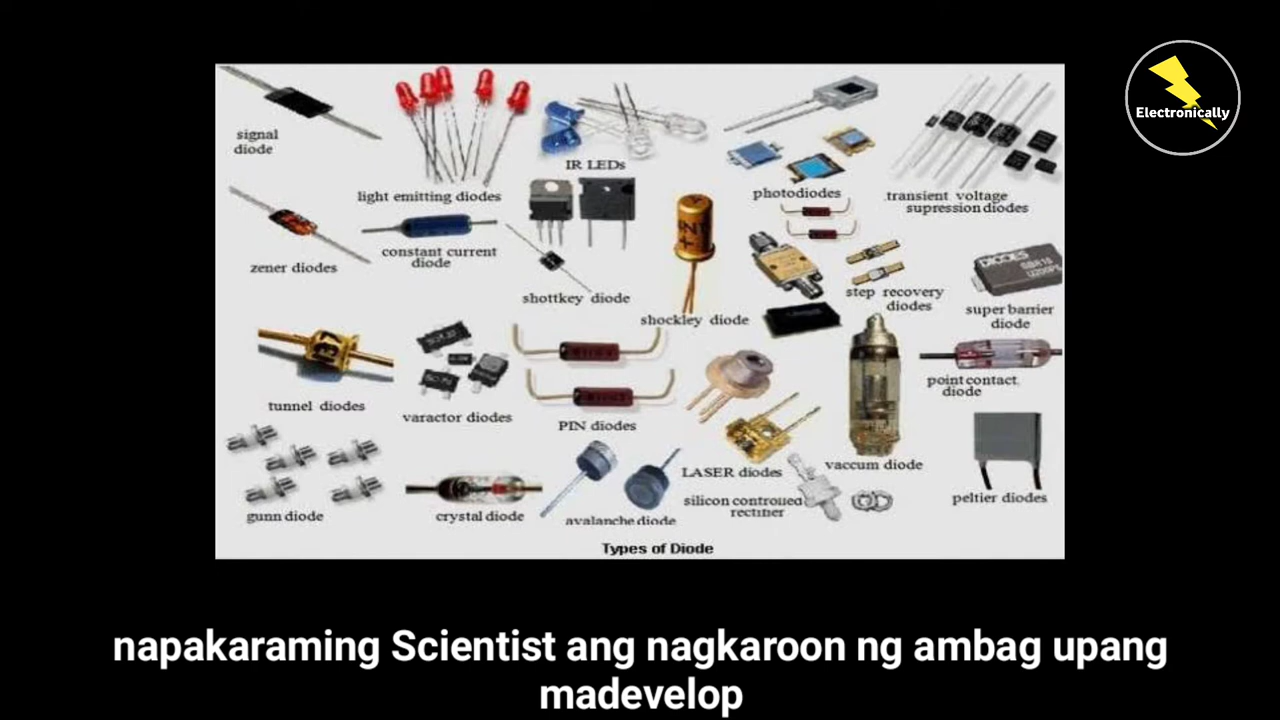 Electronically
signal
diode
light emitting diodes
IR LEDs
photodiodes
transient voltage
supression diodes
zener diodes
constant current
diode
shottkey diode
shockley diode
step recovery
diodes
super barrier
diode
tunnel diodes
varactor diodes
PIN diodes
LASER diodes
vaccum diode
point contact
diode
gunn diode
crystal diode
avalanche diode
silicon controlled
rectifier
peltier diodes
Types of Diode
napakaraming Scientist ang nagkaroon ng ambag upang
madevelop